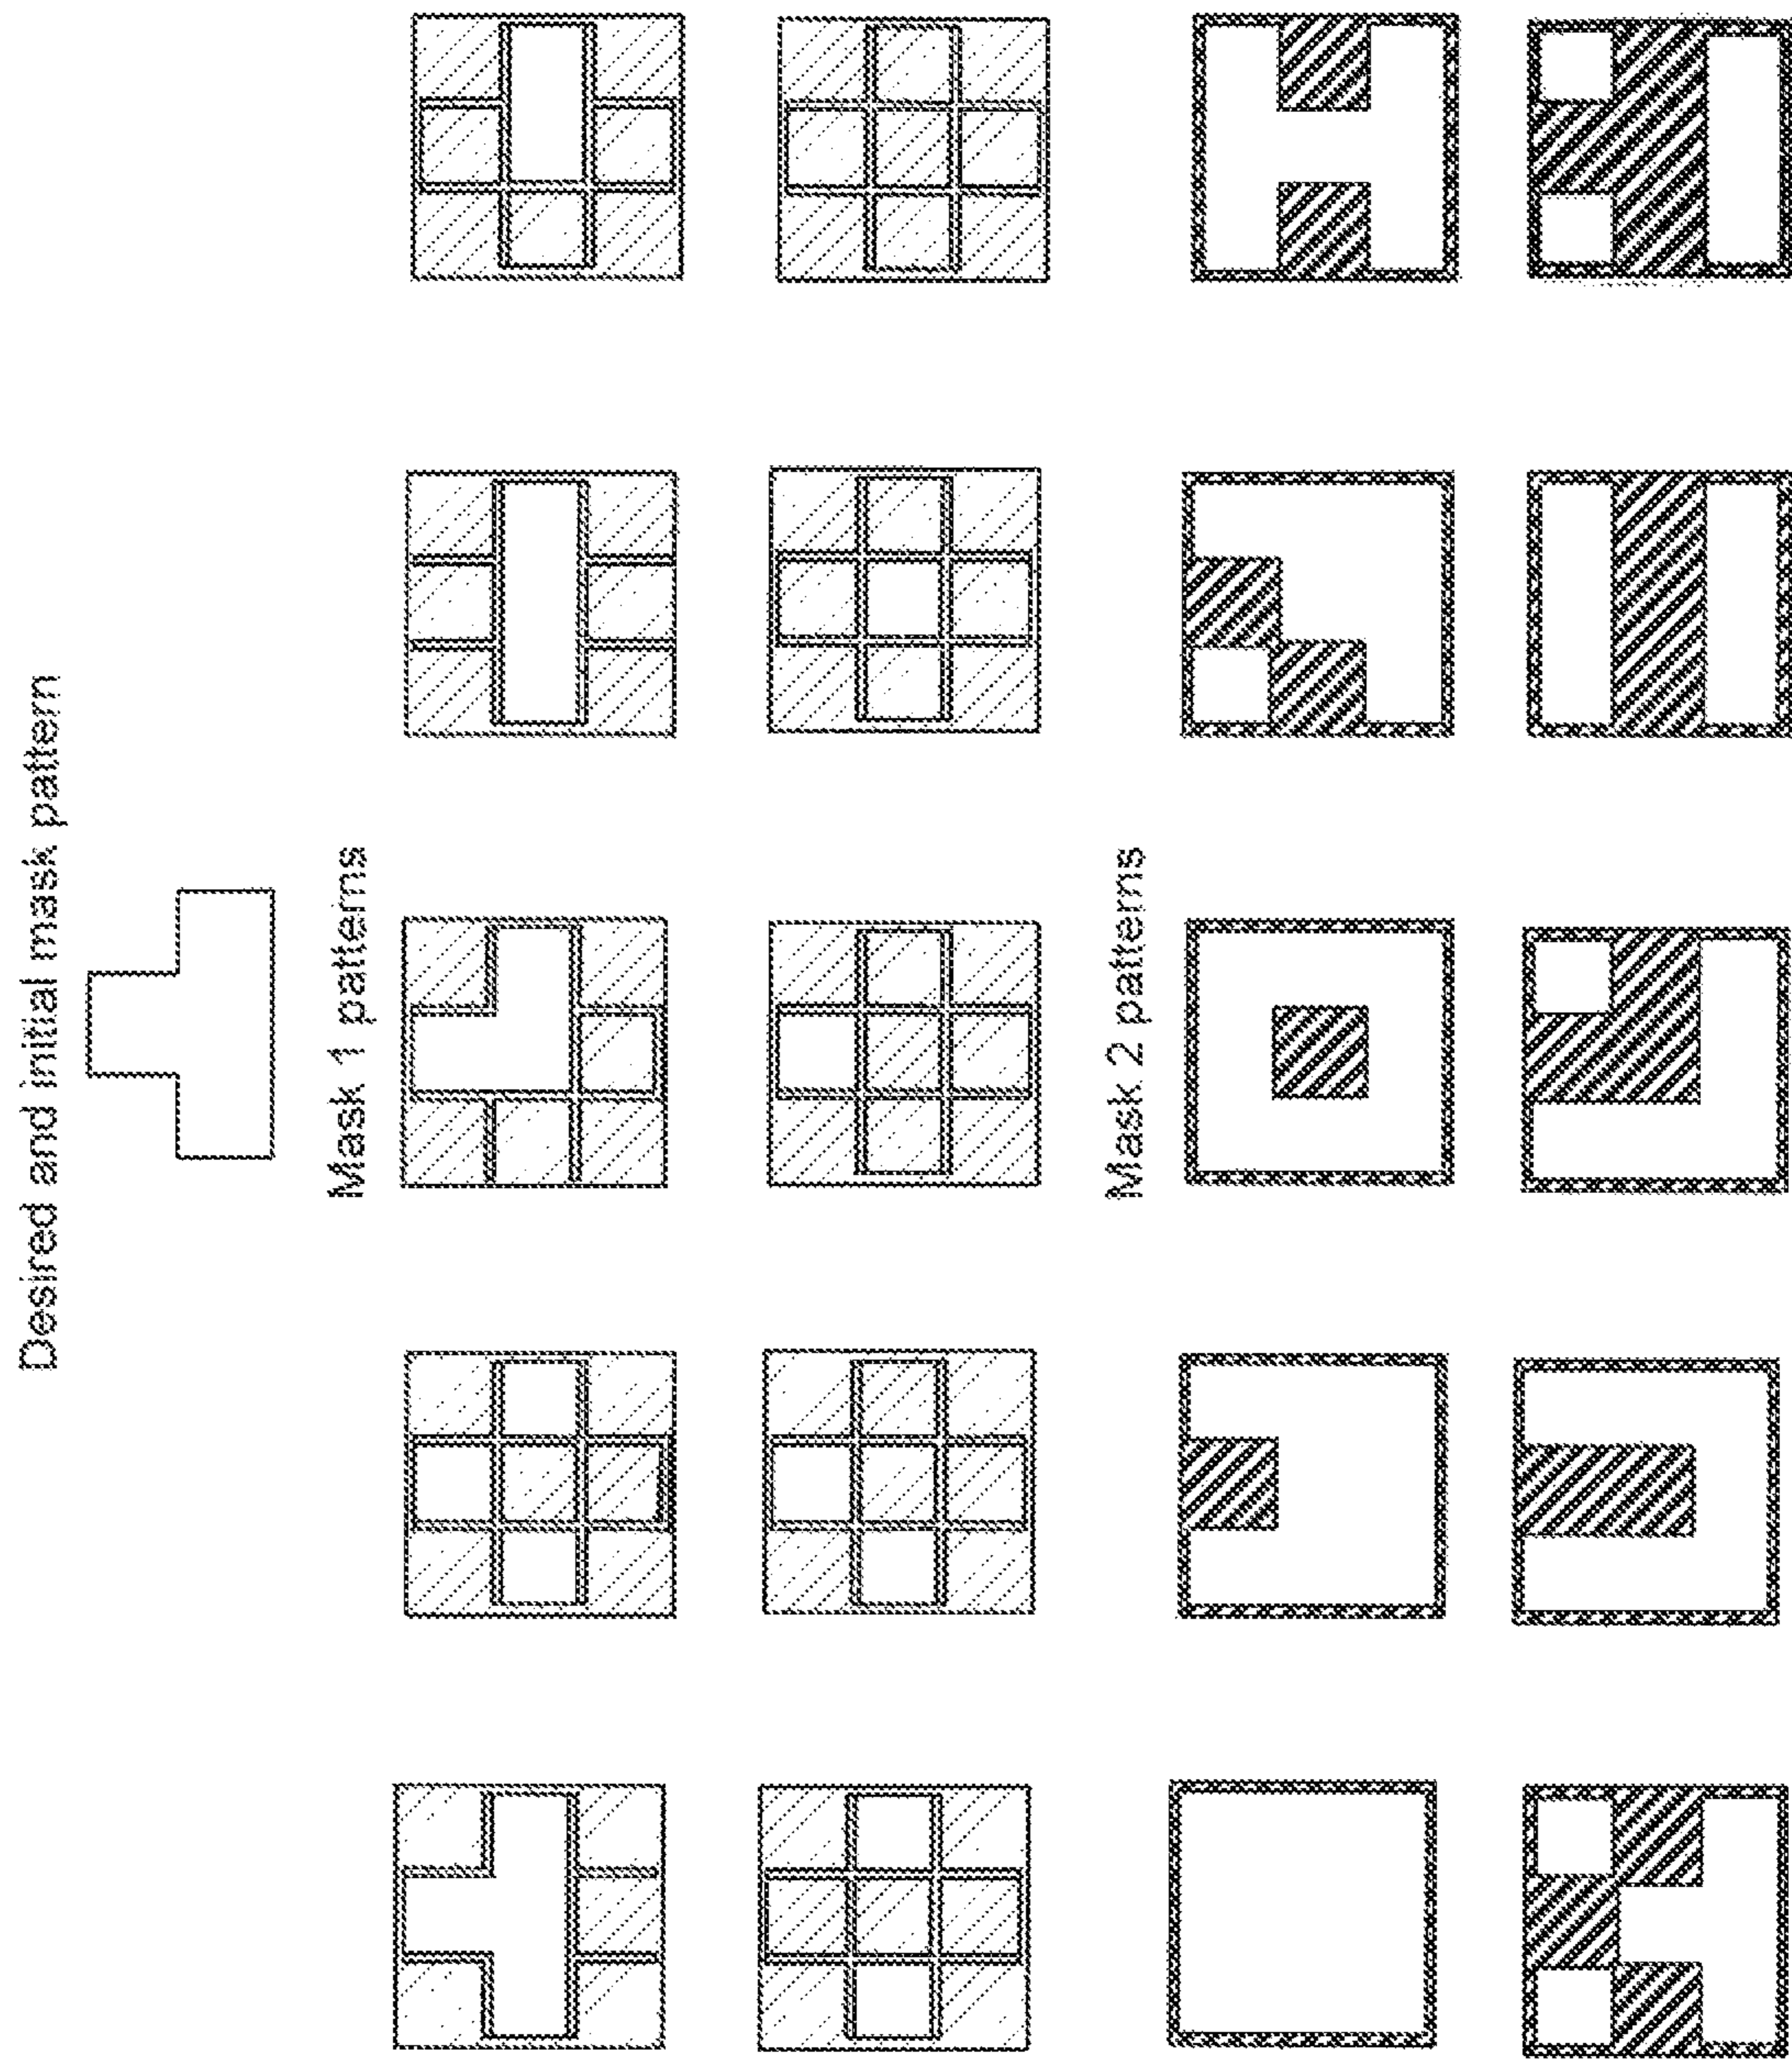 Desired and initial mask pattern
Mask 1 patterns
Mask 2 patterns